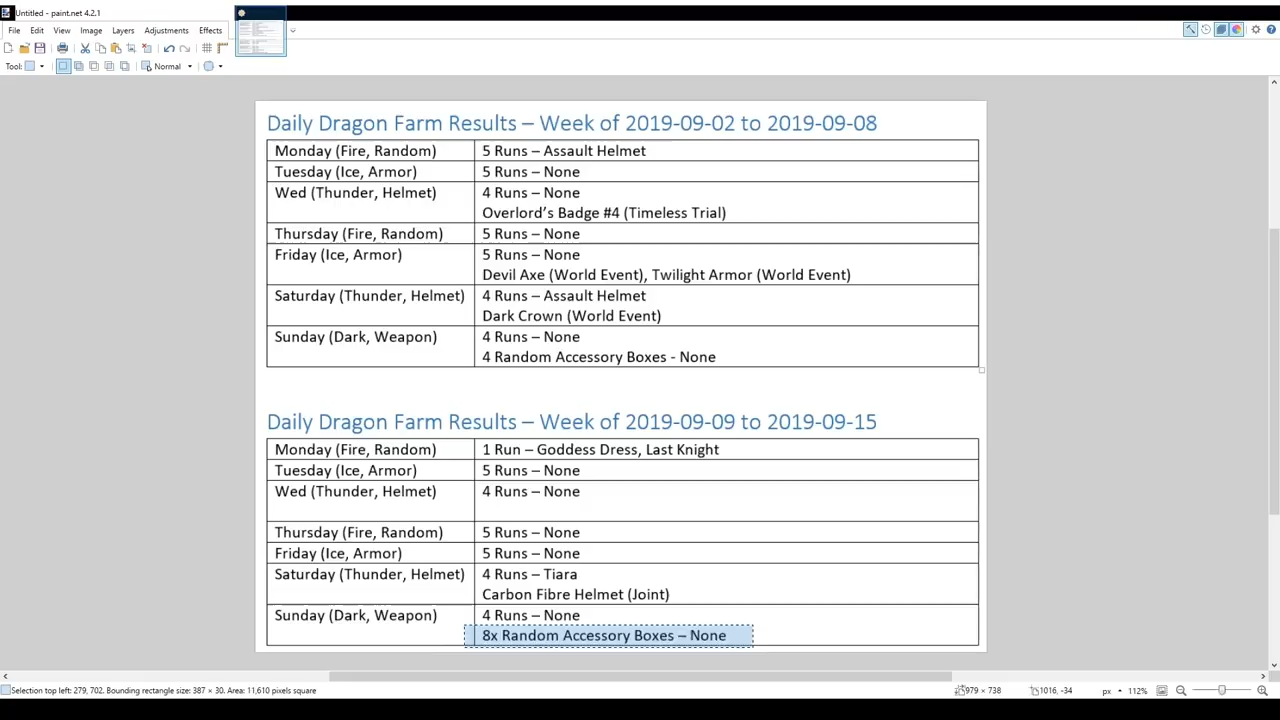 Untitled - paint.net 4.2.1
File Edit View Image Layers Adjustments Effects
Tool: Normal
Daily Dragon Farm Results – Week of 2019-09-02 to 2019-09-08
Monday (Fire, Random) 5 Runs – Assault Helmet
Tuesday (Ice, Armor) 5 Runs – None
Wed (Thunder, Helmet) 4 Runs – None
Overlord’s Badge #4 (Timeless Trial)
Thursday (Fire, Random) 5 Runs – None
Friday (Ice, Armor) 5 Runs – None
Devil Axe (World Event), Twilight Armor (World Event)
Saturday (Thunder, Helmet) 4 Runs – Assault Helmet
Dark Crown (World Event)
Sunday (Dark, Weapon) 4 Runs – None
4 Random Accessory Boxes - None
Daily Dragon Farm Results – Week of 2019-09-09 to 2019-09-15
Monday (Fire, Random) 1 Run – Goddess Dress, Last Knight
Tuesday (Ice, Armor) 5 Runs – None
Wed (Thunder, Helmet) 4 Runs – None
Thursday (Fire, Random) 5 Runs – None
Friday (Ice, Armor) 5 Runs – None
Saturday (Thunder, Helmet) 4 Runs – Tiara
Carbon Fibre Helmet (Joint)
Sunday (Dark, Weapon) 4 Runs – None
8x Random Accessory Boxes – None
Selection top left: 279, 702. Bounding rectangle size: 387 × 30. Area: 11,610 pixels square 979 × 738 1016, -34 px 112%